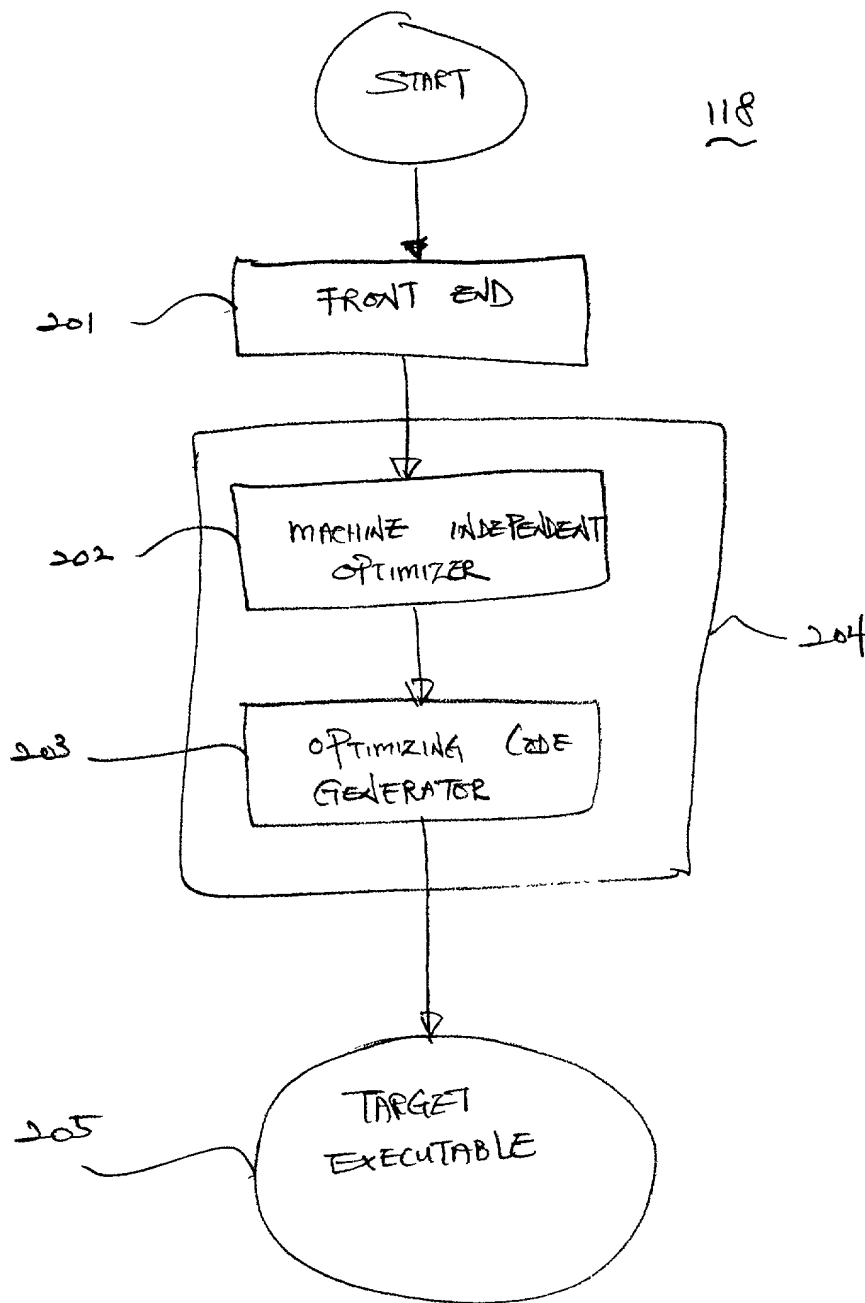 START
118
FRONT END
201
MACHINE INDEPENDENT
OPTIMIZER
202
204
OPTIMIZING CODE
GENERATOR
203
TARGET
EXECUTABLE
205